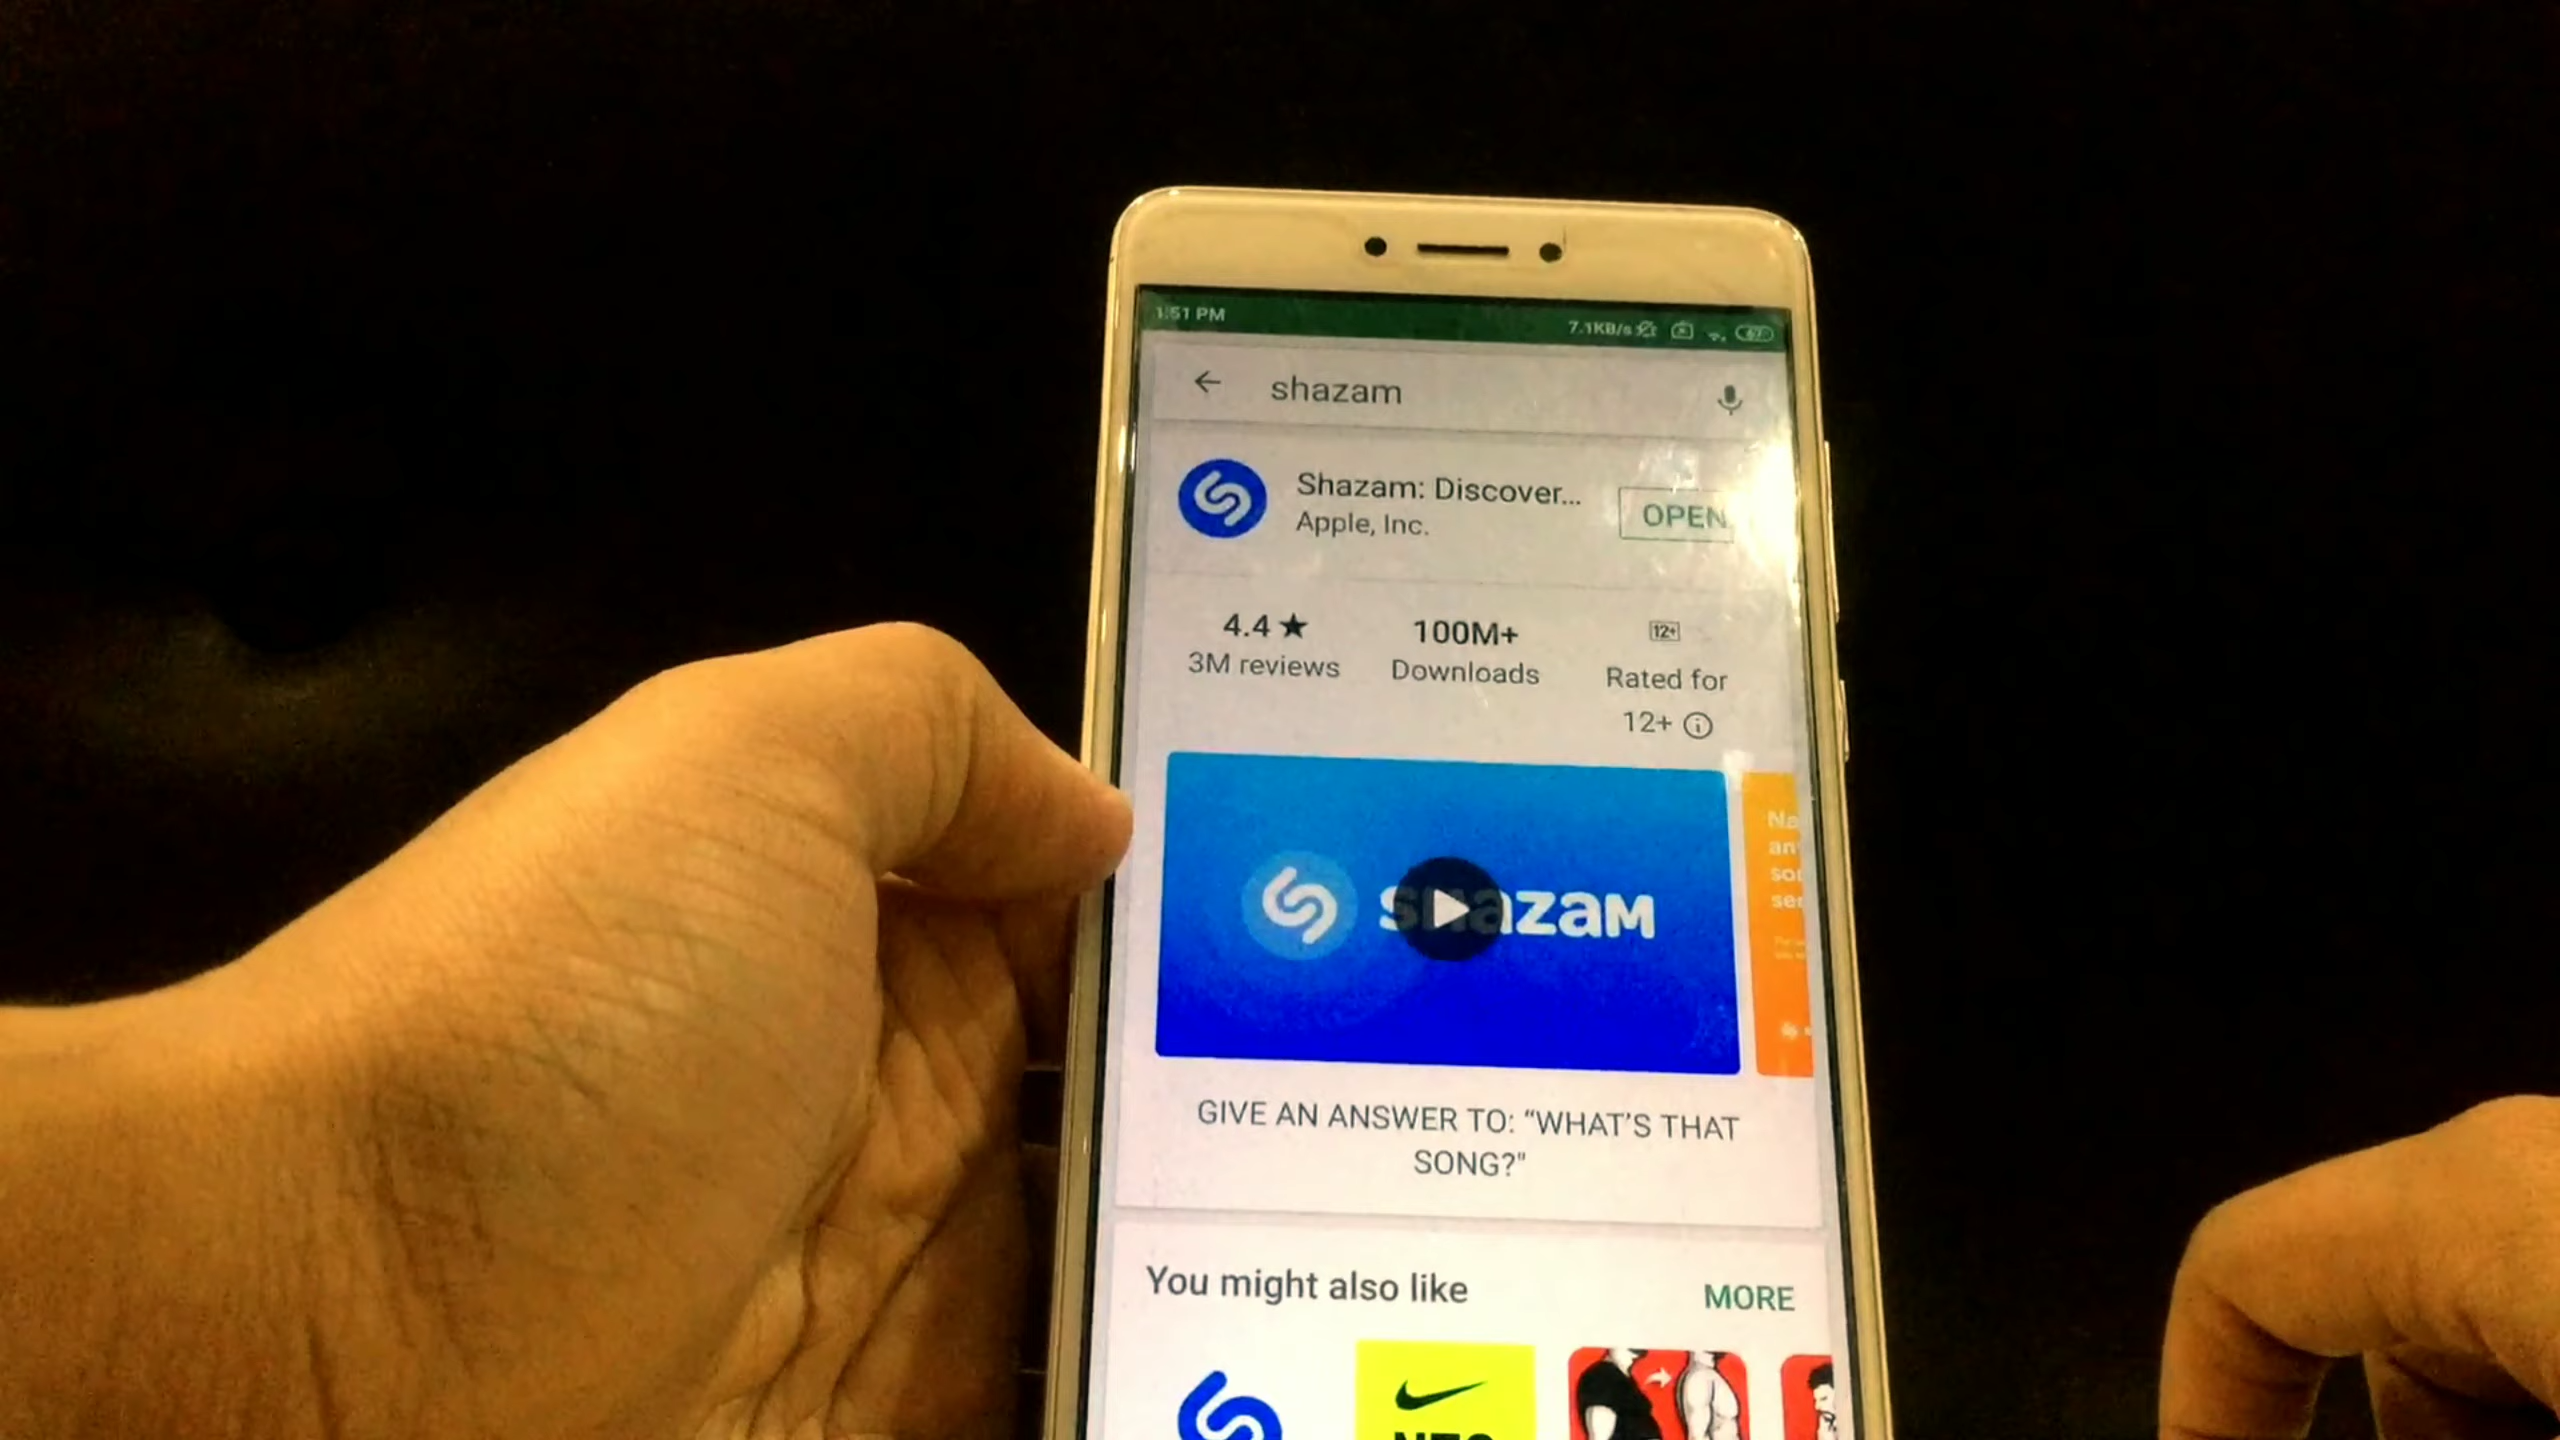 1:51 PM
7.1KB/s
67
shazam
Shazam: Discover...
Apple, Inc.
OPEN
4.4★
3M reviews
100M+
Downloads
12+
Rated for
12+
shazam
GIVE AN ANSWER TO: “WHAT’S THAT
SONG?"
You might also like
MORE